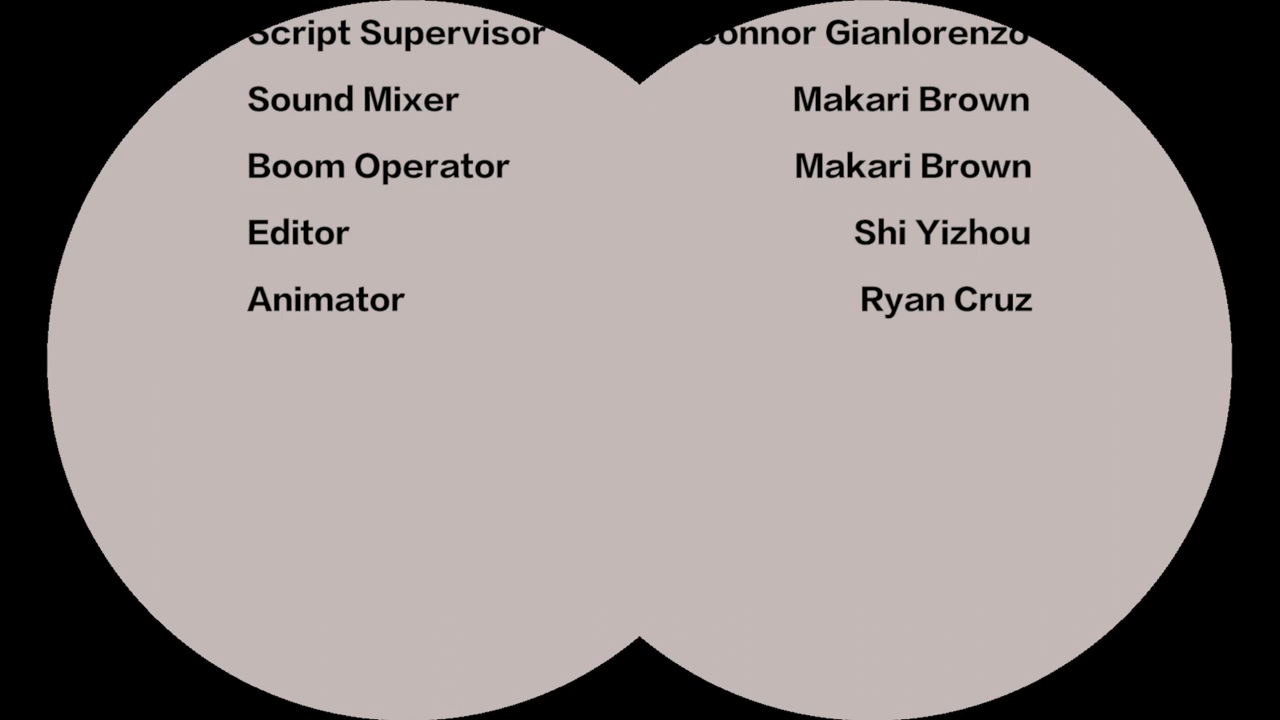 Script Supervisor Connor Gianlorenzo
Sound Mixer Makari Brown
Boom Operator Makari Brown
Editor Shi Yizhou
Animator Ryan Cruz